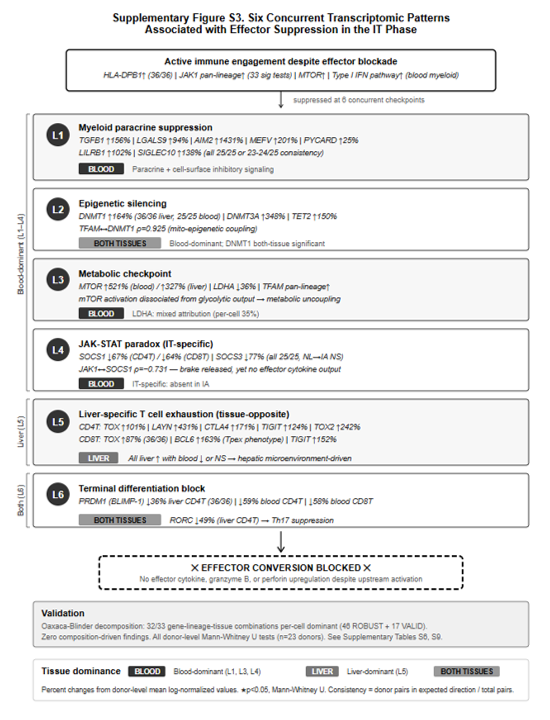 Supplementary Figure S3. Six Concurrent Transcriptomic Patterns
Associated with Effector Suppression in the IT Phase
Active immune engagement despite effector blockade
HLA-DPB1↑ (36/36) | JAK1 pan-lineage↑ (33 sig tests) | MTOR↑ | Type I IFN pathway↑ (blood myeloid)
suppressed at 6 concurrent checkpoints
Blood-dominant (L1–L4)
L1
Myeloid paracrine suppression
TGFB1 ↑156% | LGALS9 ↑94% | AIM2 ↑1431% | MEFV ↑201% | PYCARD ↑25%
LILRB1 ↑102% | SIGLEC10 ↑138% (all 25/25 or 23-24/25 consistency)
BLOOD Paracrine + cell-surface inhibitory signaling
L2
Epigenetic silencing
DNMT1 ↑164% (36/36 liver, 25/25 blood) | DNMT3A ↑348% | TET2 ↑150%
TFAM↔DNMT1 ρ=0.925 (mito-epigenetic coupling)
BOTH TISSUES Blood-dominant; DNMT1 both-tissue significant
L3
Metabolic checkpoint
MTOR ↑521% (blood) / ↑327% (liver) | LDHA ↓36% | TFAM pan-lineage↑
mTOR activation dissociated from glycolytic output → metabolic uncoupling
BLOOD LDHA: mixed attribution (per-cell 35%)
L4
JAK-STAT paradox (IT-specific)
SOCS1 ↓67% (CD4T) / ↓64% (CD8T) | SOCS3 ↓77% (all 25/25, NL→IA NS)
JAK1↔SOCS1 ρ=−0.731 — brake released, yet no effector cytokine output
BLOOD IT-specific: absent in IA
Liver (L5)
L5
Liver-specific T cell exhaustion (tissue-opposite)
CD4T: TOX ↑101% | LAYN ↑431% | CTLA4 ↑171% | TIGIT ↑124% | TOX2 ↑242%
CD8T: TOX ↑87% (36/36) | BCL6 ↑163% (Tpex phenotype) | TIGIT ↑152%
LIVER All liver ↑ with blood ↓ or NS → hepatic microenvironment-driven
Both (L6)
L6
Terminal differentiation block
PRDM1 (BLIMP-1) ↓36% liver CD4T (36/36) | ↓59% blood CD4T | ↓58% blood CD8T
BOTH TISSUES RORC ↓49% (liver CD4T) → Th17 suppression
✕ EFFECTOR CONVERSION BLOCKED ✕
No effector cytokine, granzyme B, or perforin upregulation despite upstream activation
Validation
Oaxaca-Blinder decomposition: 32/33 gene-lineage-tissue combinations per-cell dominant (46 ROBUST + 17 VALID).
Zero composition-driven findings. All donor-level Mann-Whitney U tests (n=23 donors). See Supplementary Tables S6, S9.
Tissue dominance BLOOD Blood-dominant (L1, L3, L4) LIVER Liver-dominant (L5) BOTH TISSUES
Percent changes from donor-level mean log-normalized values. ★p<0.05, Mann-Whitney U. Consistency = donor pairs in expected direction / total pairs.